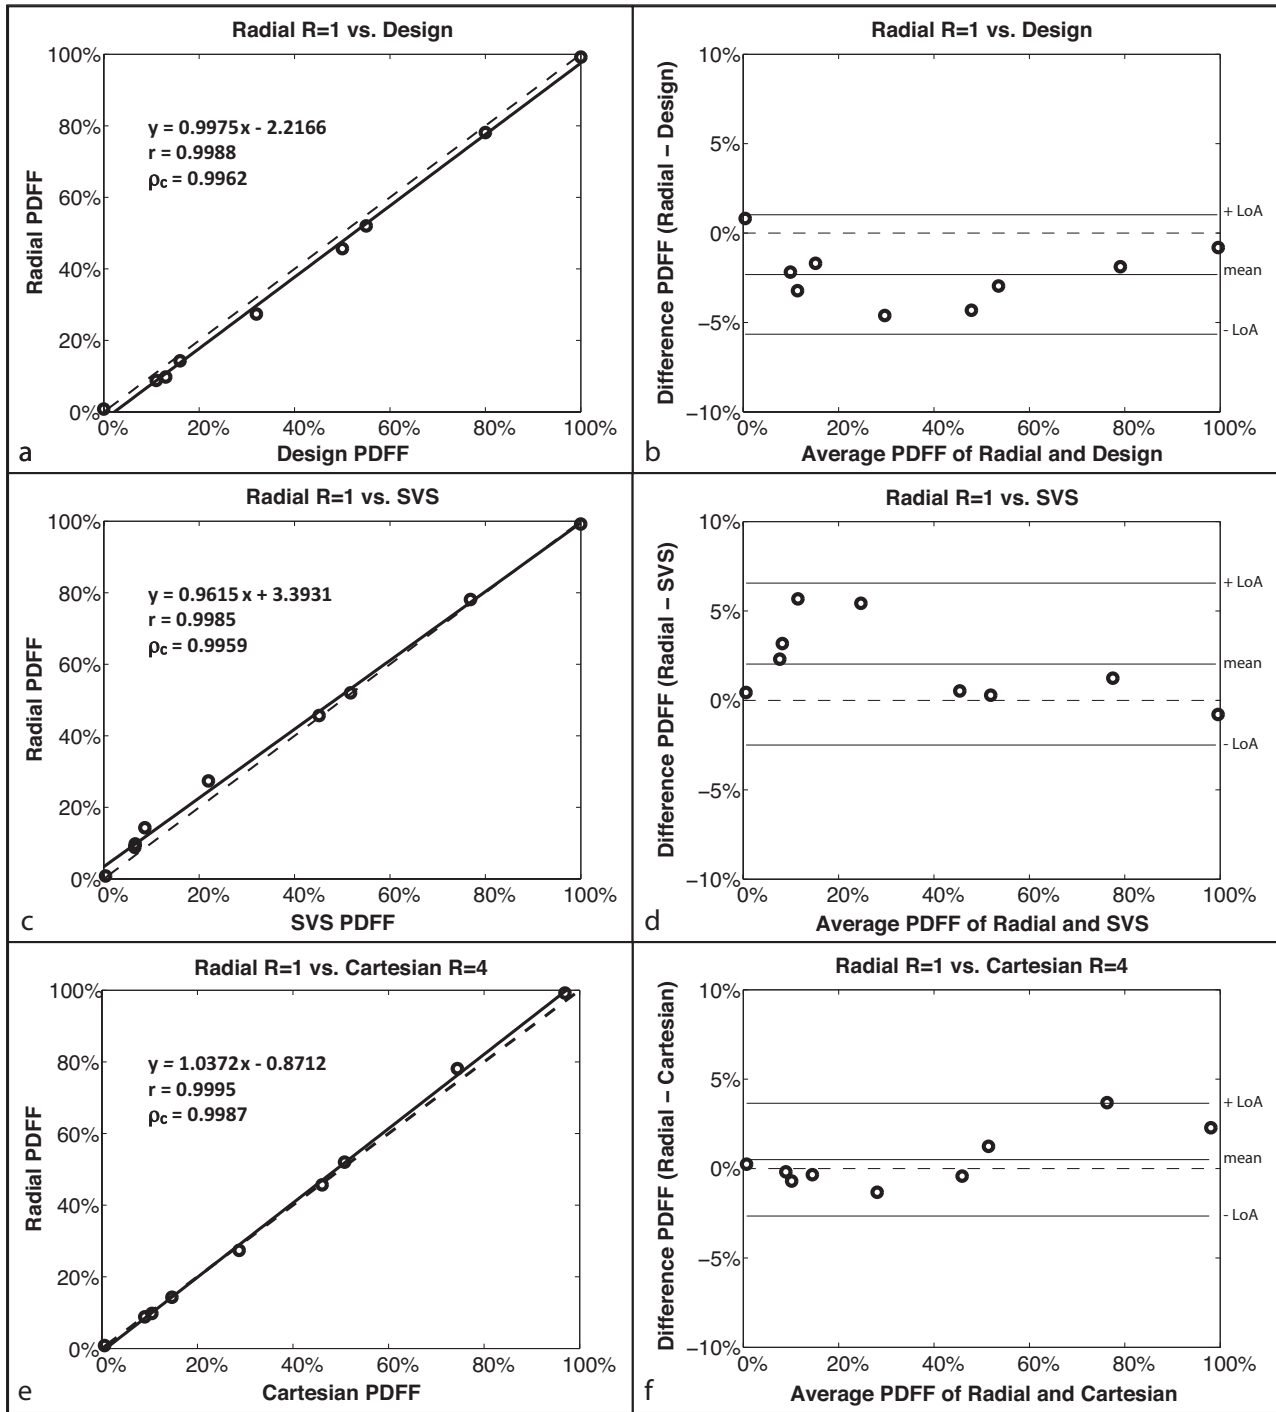 Radial R=1 vs. Design
100%
80%
60%
40%
20%
0%
Radial PDFF
y = 0.9975x - 2.2166
r = 0.9988
ρc = 0.9962
0% 20% 40% 60% 80% 100%
Design PDFF
a
Radial R=1 vs. Design
10%
5%
0%
−5%
−10%
Difference PDFF (Radial − Design)
+ LoA
mean
- LoA
0% 20% 40% 60% 80% 100%
Average PDFF of Radial and Design
b
Radial R=1 vs. SVS
100%
80%
60%
40%
20%
0%
Radial PDFF
y = 0.9615x + 3.3931
r = 0.9985
ρc = 0.9959
0% 20% 40% 60% 80% 100%
SVS PDFF
c
Radial R=1 vs. SVS
10%
5%
0%
−5%
−10%
Difference PDFF (Radial − SVS)
+ LoA
mean
- LoA
0% 20% 40% 60% 80% 100%
Average PDFF of Radial and SVS
d
Radial R=1 vs. Cartesian R=4
100%
80%
60%
40%
20%
0%
Radial PDFF
y = 1.0372x - 0.8712
r = 0.9995
ρc = 0.9987
0% 20% 40% 60% 80% 100%
Cartesian PDFF
e
Radial R=1 vs. Cartesian R=4
10%
5%
0%
−5%
−10%
Difference PDFF (Radial − Cartesian)
+ LoA
mean
- LoA
0% 20% 40% 60% 80% 100%
Average PDFF of Radial and Cartesian
f